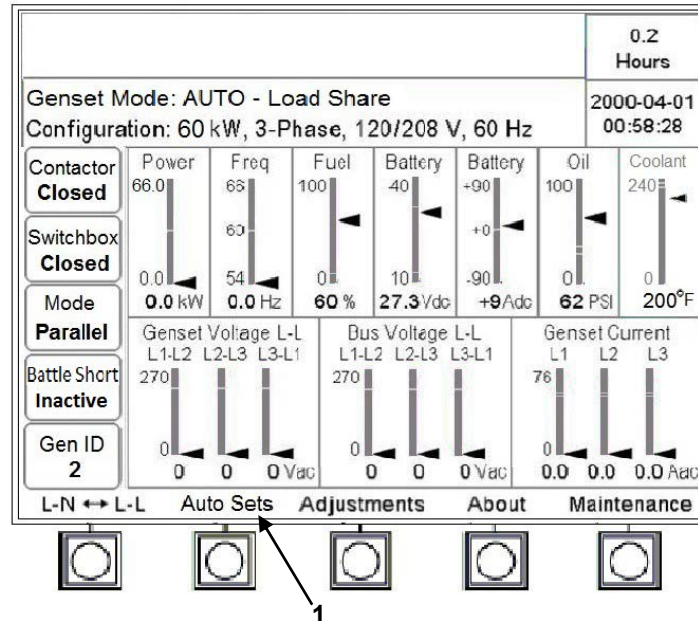 0.2
Hours
Genset Mode: AUTO - Load Share
Configuration: 60 kW, 3-Phase, 120/208 V, 60 Hz
2000-04-01
00:58:28
Contactor
Closed
Switchbox
Closed
Mode
Parallel
Battle Short
Inactive
Gen ID
2
Power
66.0
0.0
0.0 kW
Freq
66
60
54
0.0 Hz
Fuel
100
0
60 %
Battery
40
10
27.3 Vdc
Battery
+90
+0
-90
+9 Adc
Oil
100
0
62 PSI
Coolant
240
0
200°F
Genset Voltage L-L
L1-L2 L2-L3 L3-L1
270
0
0 0 0 Vac
Bus Voltage L-L
L1-L2 L2-L3 L3-L1
270
0
0 0 0 Vac
Genset Current
L1 L2 L3
76
0
0.0 0.0 0.0 Aac
L-N ↔ L-L Auto Sets Adjustments About Maintenance
1